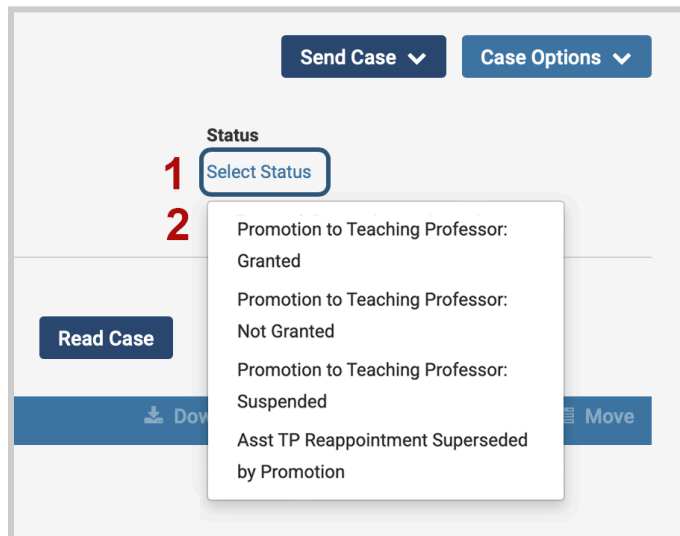 Send Case
Case Options
Status
1
Select Status
2
Promotion to Teaching Professor:
Granted
Promotion to Teaching Professor:
Not Granted
Promotion to Teaching Professor:
Suspended
Asst TP Reappointment Superseded
by Promotion
Read Case
Dow
Move